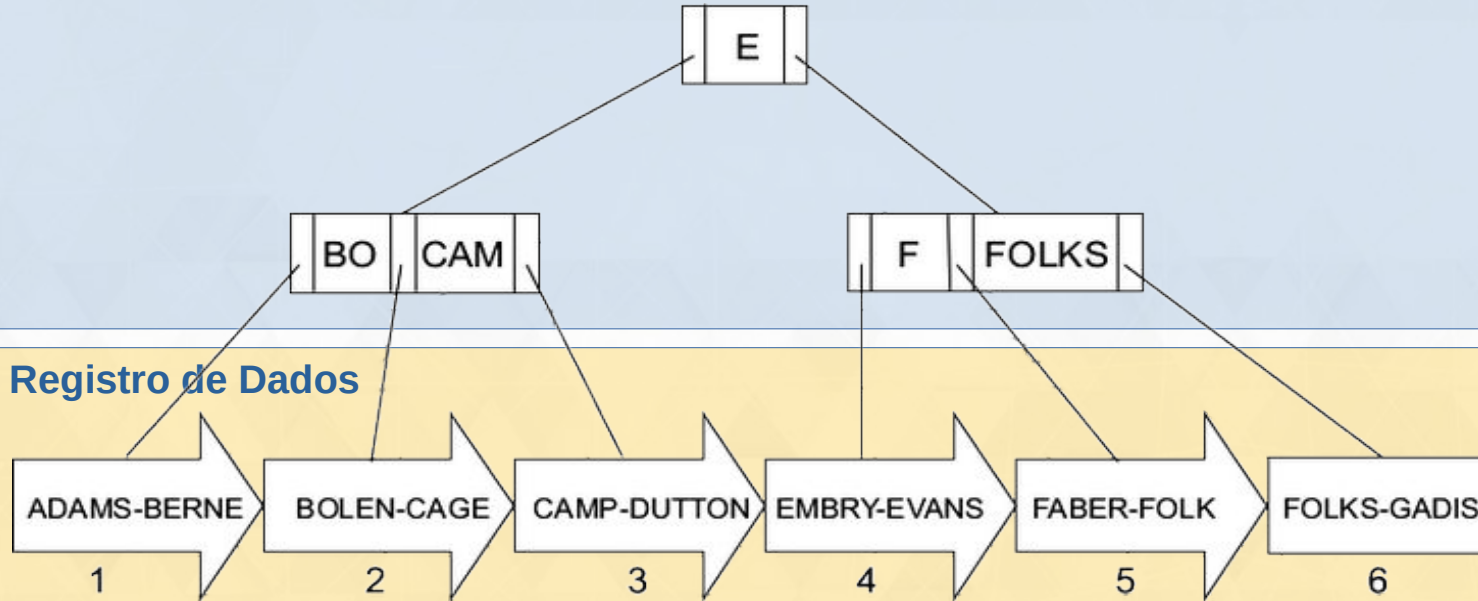 E
BO CAM F FOLKS
Registro de Dados
ADAMS-BERNE BOLEN-CAGE CAMP-DUTTON EMBRY-EVANS FABER-FOLK FOLKS-GADIS
1 2 3 4 5 6